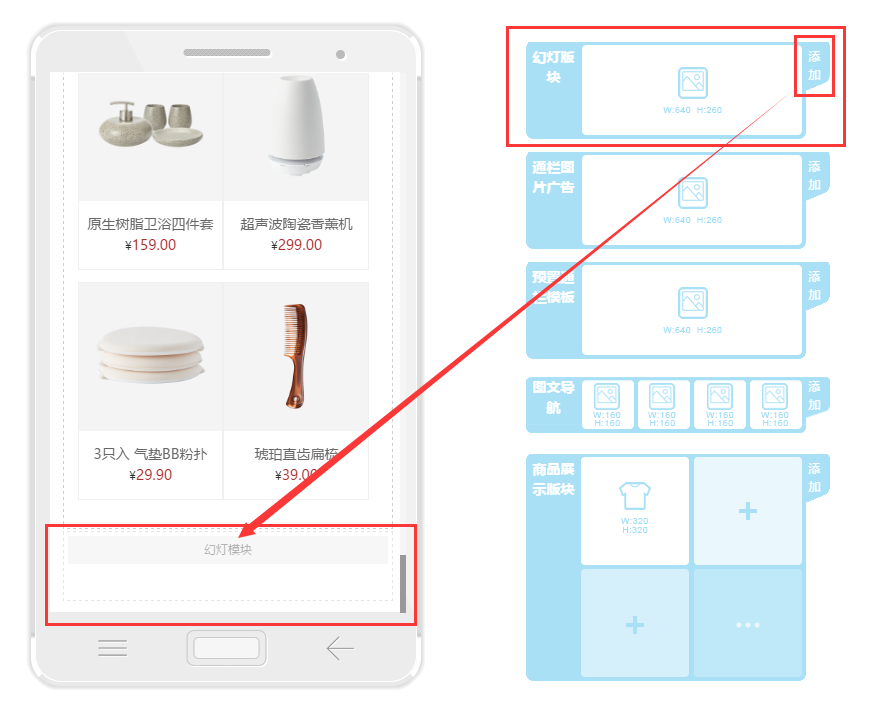 原生树脂卫浴四件套
超声波陶瓷香薰机
¥159.00
¥299.00
3只入 气垫BB粉扑
琥珀直齿扁梳
¥29.90
¥39.00
幻灯模块
幻灯版
块
添
加
W:640 H:260
通栏图
片广告
添
加
W:640 H:260
预置通
栏模板
添
加
W:640 H:260
图文导
航
添
加
W:160
H:160
W:160
H:160
W:160
H:160
W:160
H:160
商品展
示版块
添
加
W:320
H:320